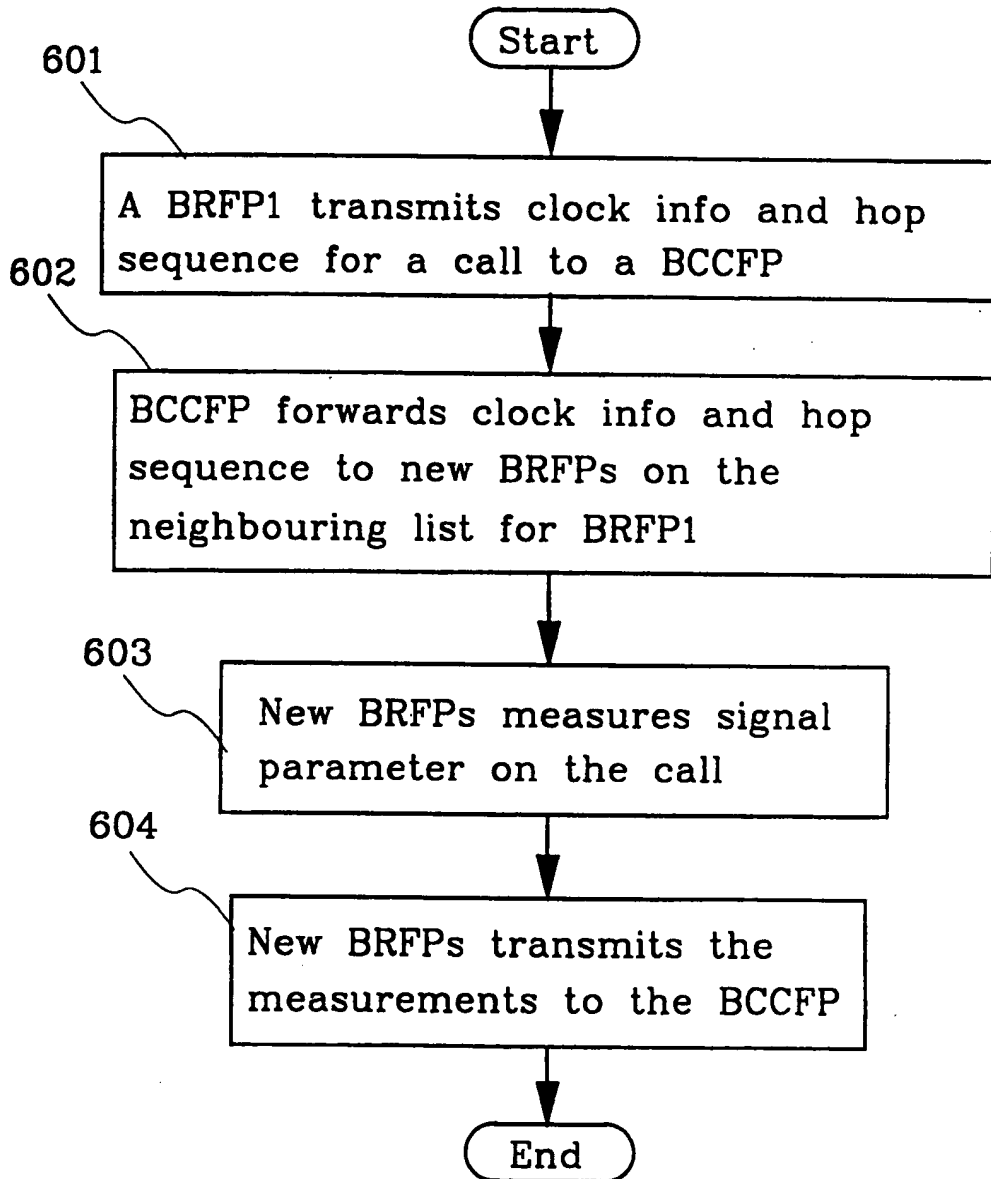 Start
601
A BRFP1 transmits clock info and hop
sequence for a call to a BCCFP
602
BCCFP forwards clock info and hop
sequence to new BRFPs on the
neighbouring list for BRFP1
603
New BRFPs measures signal
parameter on the call
604
New BRFPs transmits the
measurements to the BCCFP
End